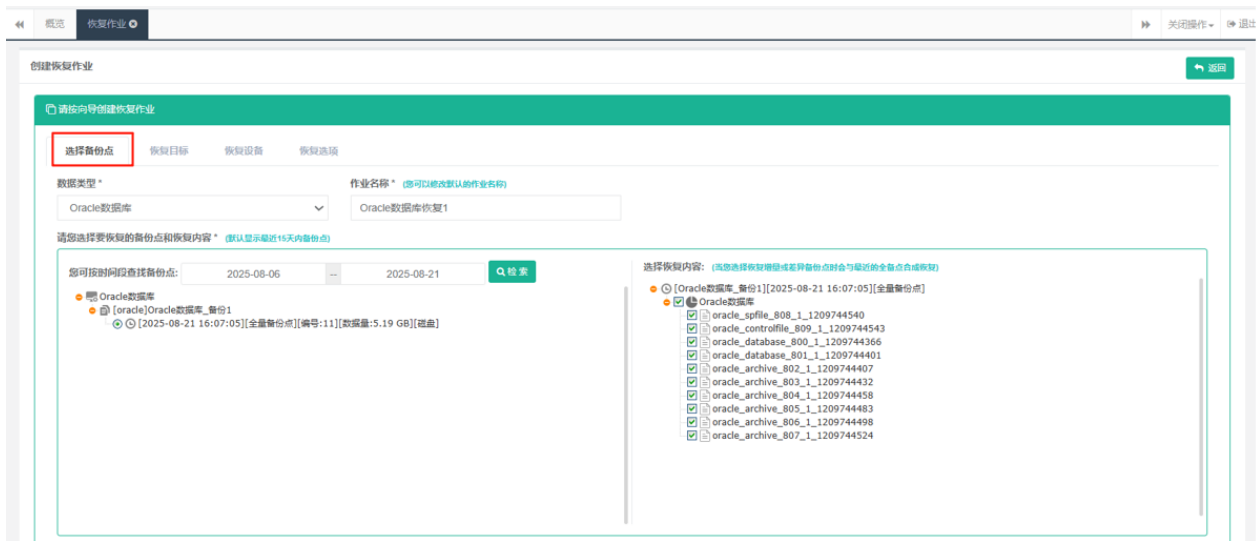 概览 恢复作业 关闭操作 退出
创建恢复作业 返回
请按向导创建恢复作业
选择备份点 恢复目标 恢复设备 恢复选项
数据类型 * 作业名称 * (您可以修改默认的作业名称)
Oracle数据库 Oracle数据库恢复1
请您选择要恢复的备份点和恢复内容 * (默认显示最近15天内备份点)
您可按时间段查找备份点: 2025-08-06 -- 2025-08-21 检索
Oracle数据库
[oracle]Oracle数据库_备份1
[2025-08-21 16:07:05][全量备份点][编号:11][数据量:5.19 GB][磁盘]
选择恢复内容: (当您选择恢复增量或差异备份点时会与最近的全备点合成恢复)
[Oracle数据库_备份1][2025-08-21 16:07:05][全量备份点]
Oracle数据库
oracle_spfile_808_1_1209744540
oracle_controlfile_809_1_1209744543
oracle_database_800_1_1209744366
oracle_database_801_1_1209744401
oracle_archive_802_1_1209744407
oracle_archive_803_1_1209744432
oracle_archive_804_1_1209744458
oracle_archive_805_1_1209744483
oracle_archive_806_1_1209744498
oracle_archive_807_1_1209744524